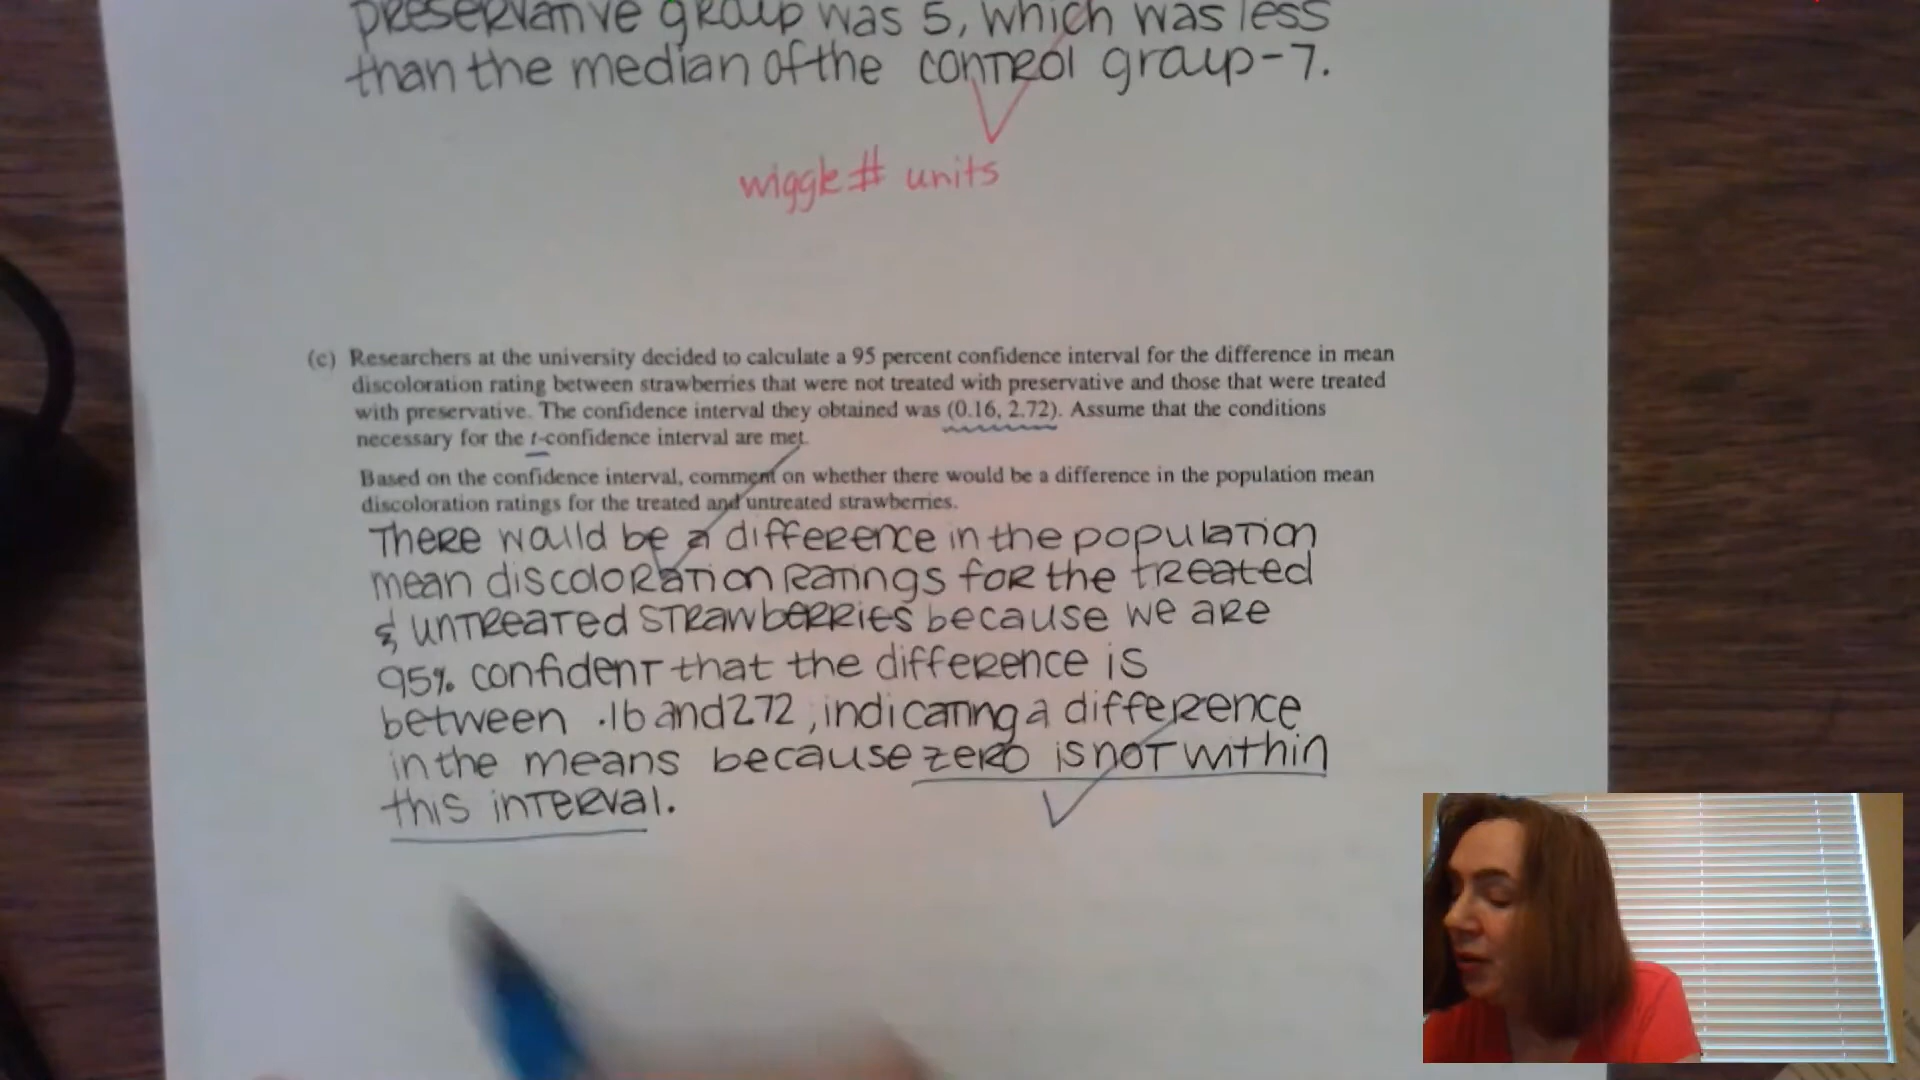 preservative group was 5, which was less
than the median of the control group-7.
wiggle # units
(c) Researchers at the university decided to calculate a 95 percent confidence interval for the difference in mean
discoloration rating between strawberries that were not treated with preservative and those that were treated
with preservative. The confidence interval they obtained was (0.16, 2.72). Assume that the conditions
necessary for the t-confidence interval are met.
Based on the confidence interval, comment on whether there would be a difference in the population mean
discoloration ratings for the treated and untreated strawberries.
There would be a difference in the population
mean discoloration ratings for the treated
& untreated strawberries because we are
95% confident that the difference is
between .16 and 2.72, indicating a difference
in the means because zero is not within
this interval.